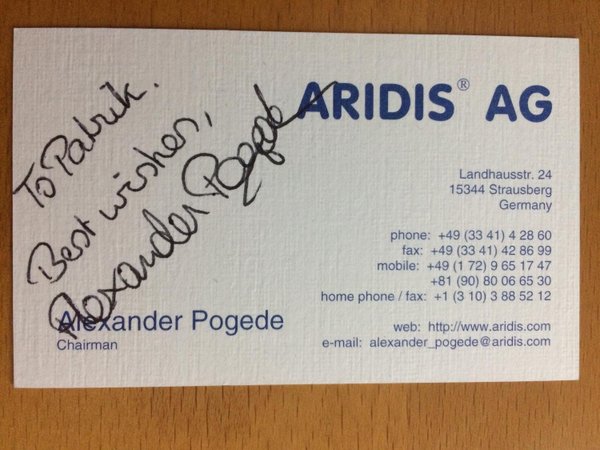 To Patrik.
Best wishes,
Alexander Pogede
ARIDIS® AG
Landhausstr. 24
15344 Strausberg
Germany
phone: +49 (33 41) 4 28 60
fax: +49 (33 41) 42 86 99
mobile: +49 (1 72) 9 65 17 47
+81 (90) 80 06 65 30
home phone / fax: +1 (3 10) 3 88 52 12
Alexander Pogede
Chairman
web: http://www.aridis.com
e-mail: alexander_pogede@aridis.com